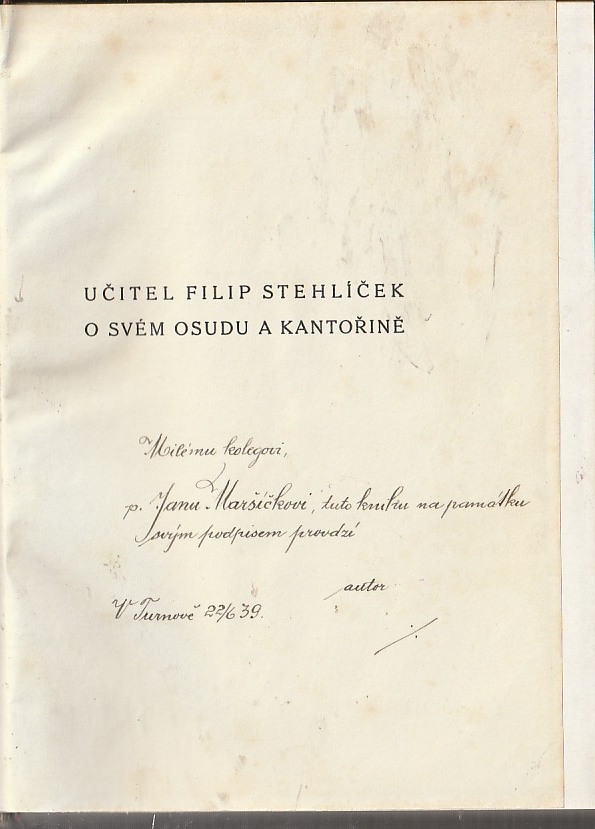 UČITEL FILIP STEHLÍČEK
O SVÉM OSUDU A KANTOŘINĚ
Milému kolegovi,
p. Janu Maršíčkovi, tuto knihu na památku
svým podpisem provdzí
autor
V Turnově 22/6 39.